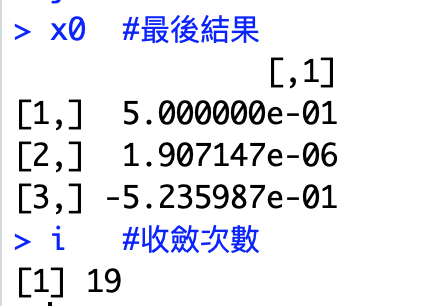 > x0  #最後結果
              [,1]
[1,]  5.000000e-01
[2,]  1.907147e-06
[3,] -5.235987e-01
> i   #收斂次數
[1] 19